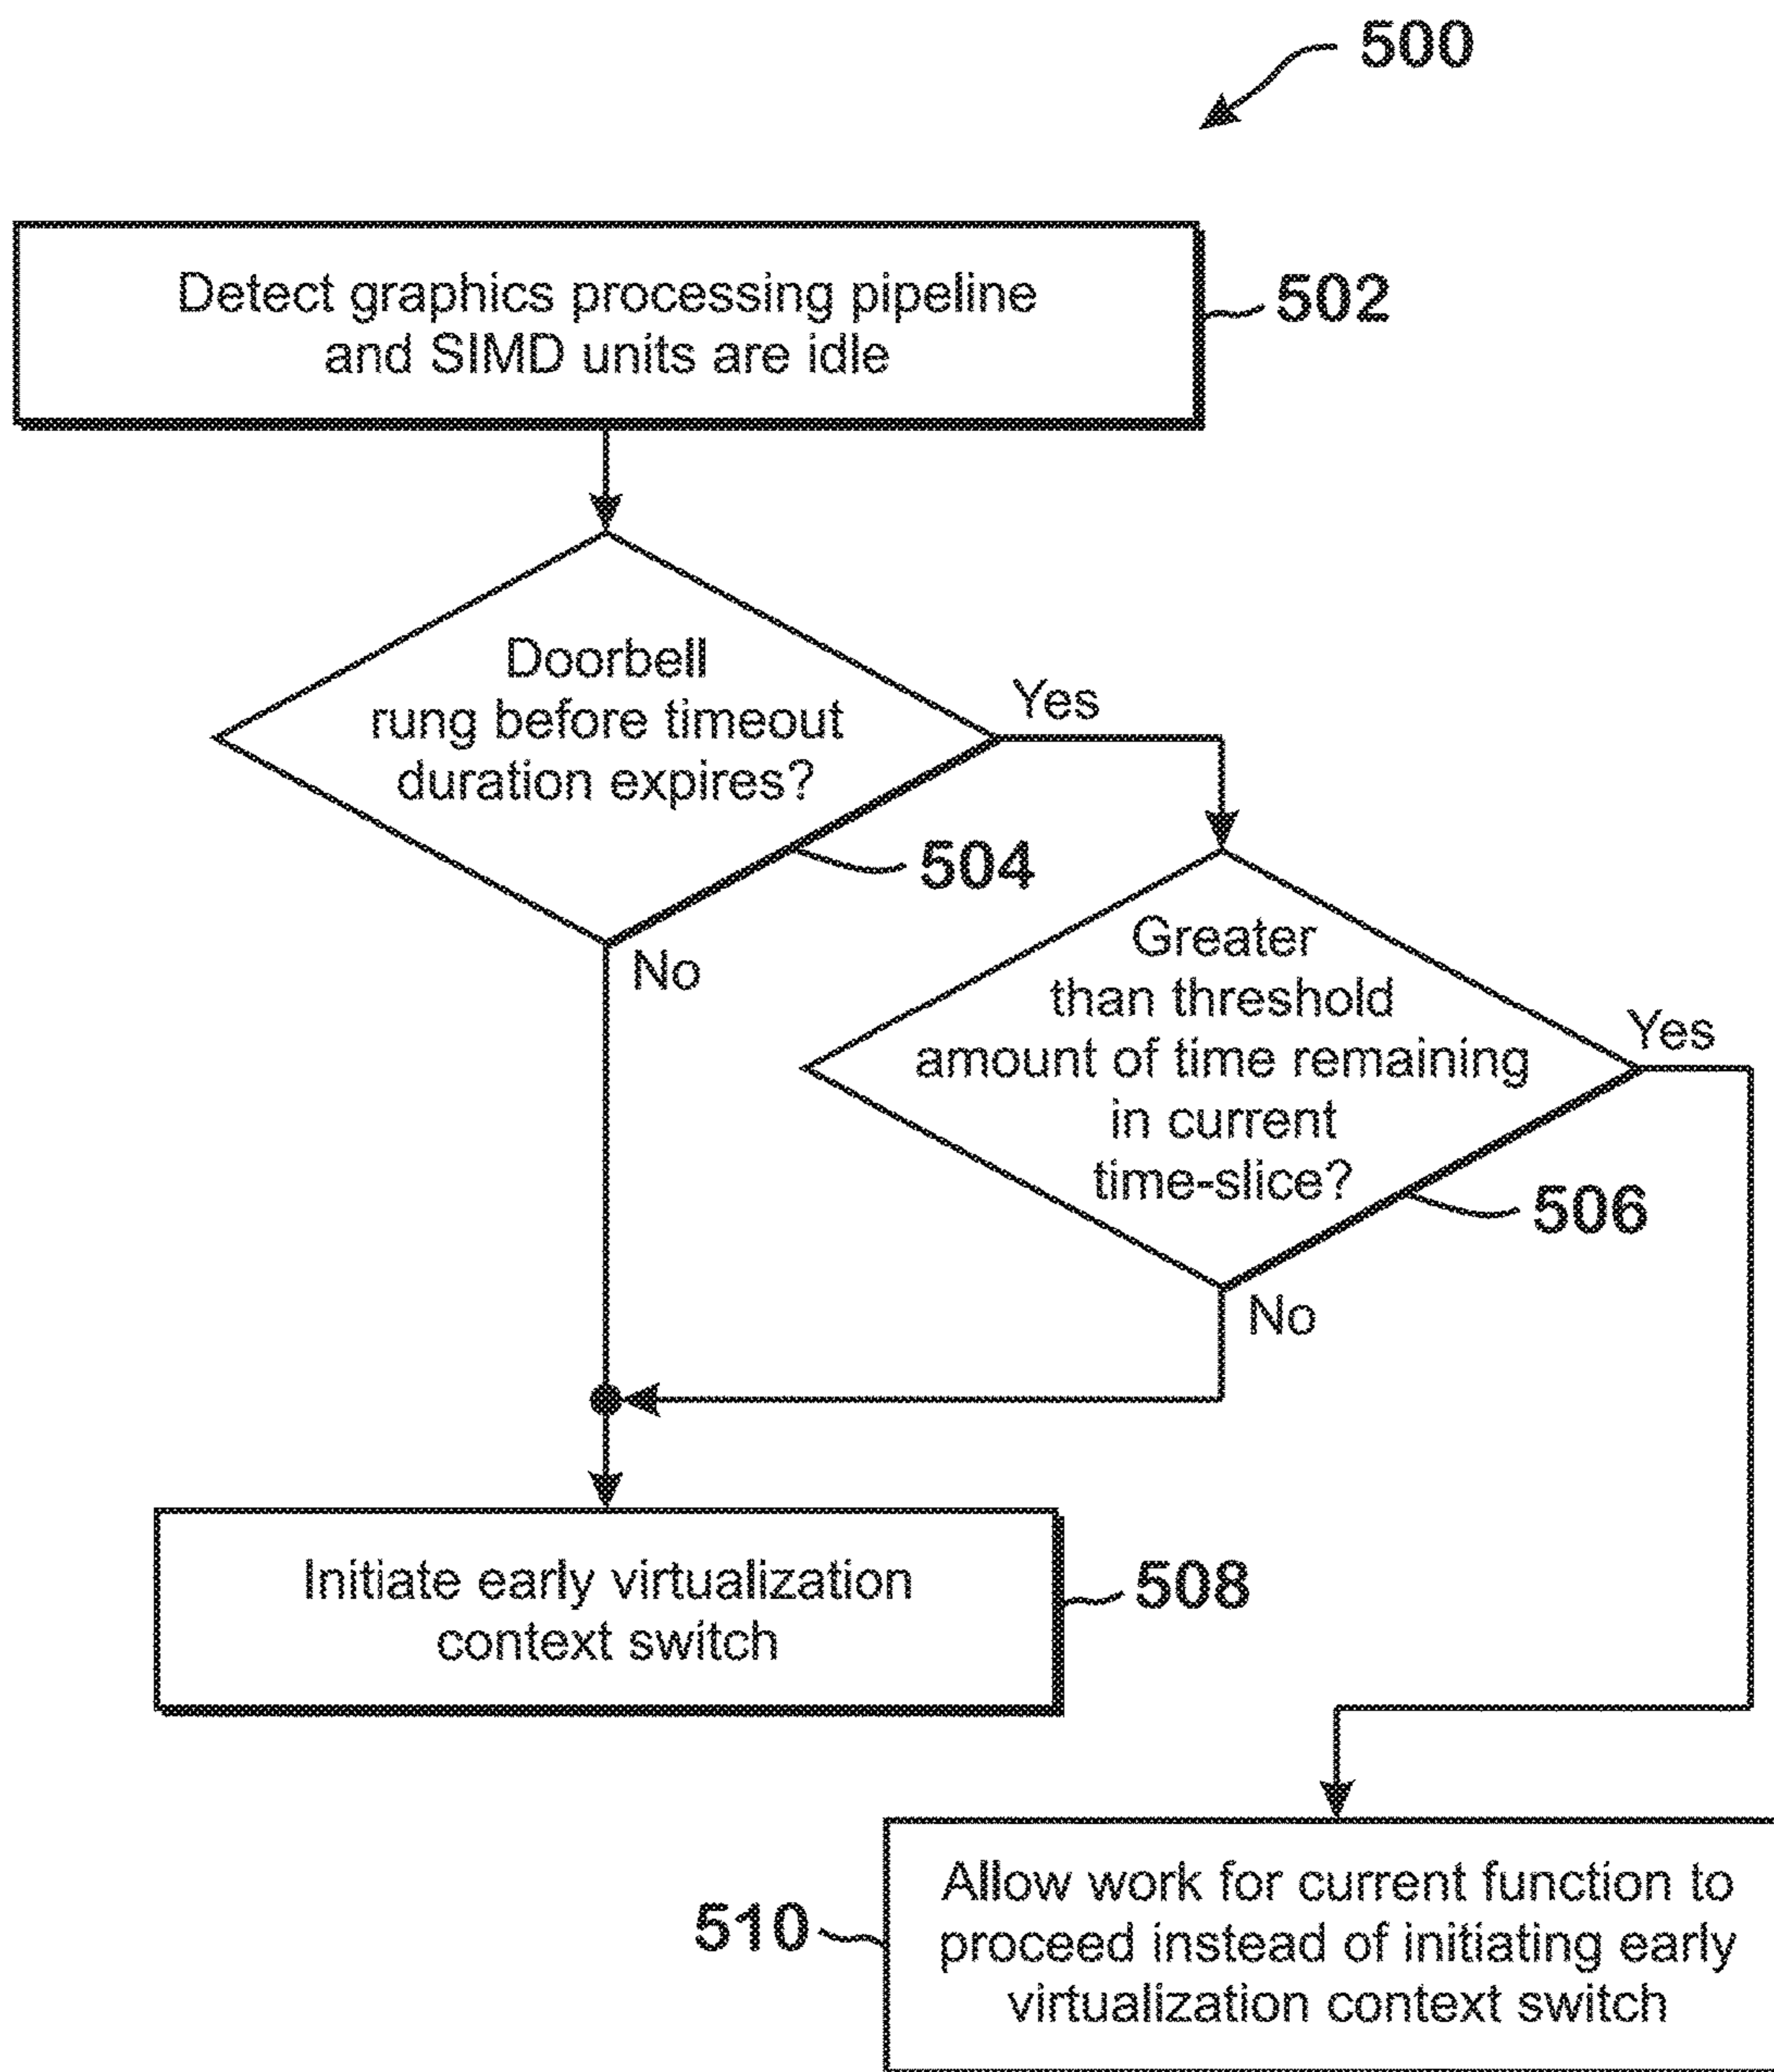 500
Detect graphics processing pipeline
and SIMD units are idle
502
Doorbell
rung before timeout
duration expires?
Yes
504
No
Greater
than threshold
amount of time remaining
in current
time-slice?
Yes
506
No
Initiate early virtualization
context switch
508
Allow work for current function to
proceed instead of initiating early
virtualization context switch
510